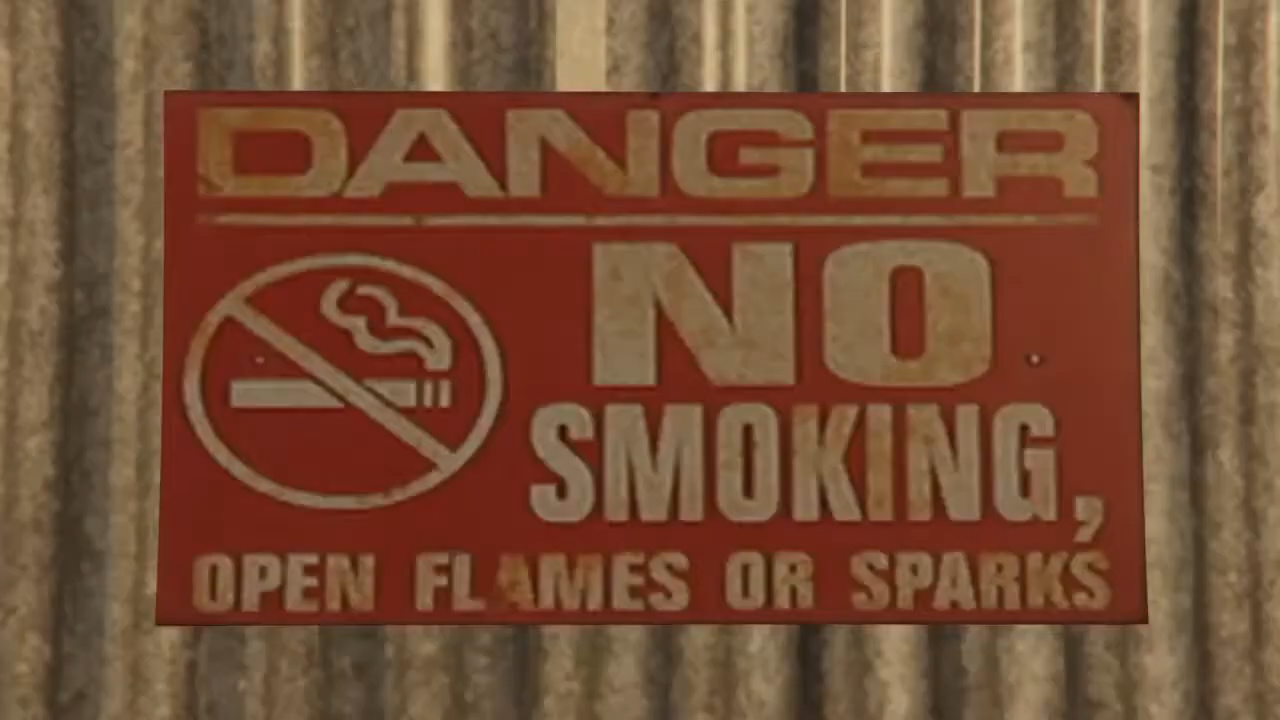 DANGER
NO
SMOKING,
OPEN FLAMES OR SPARKS